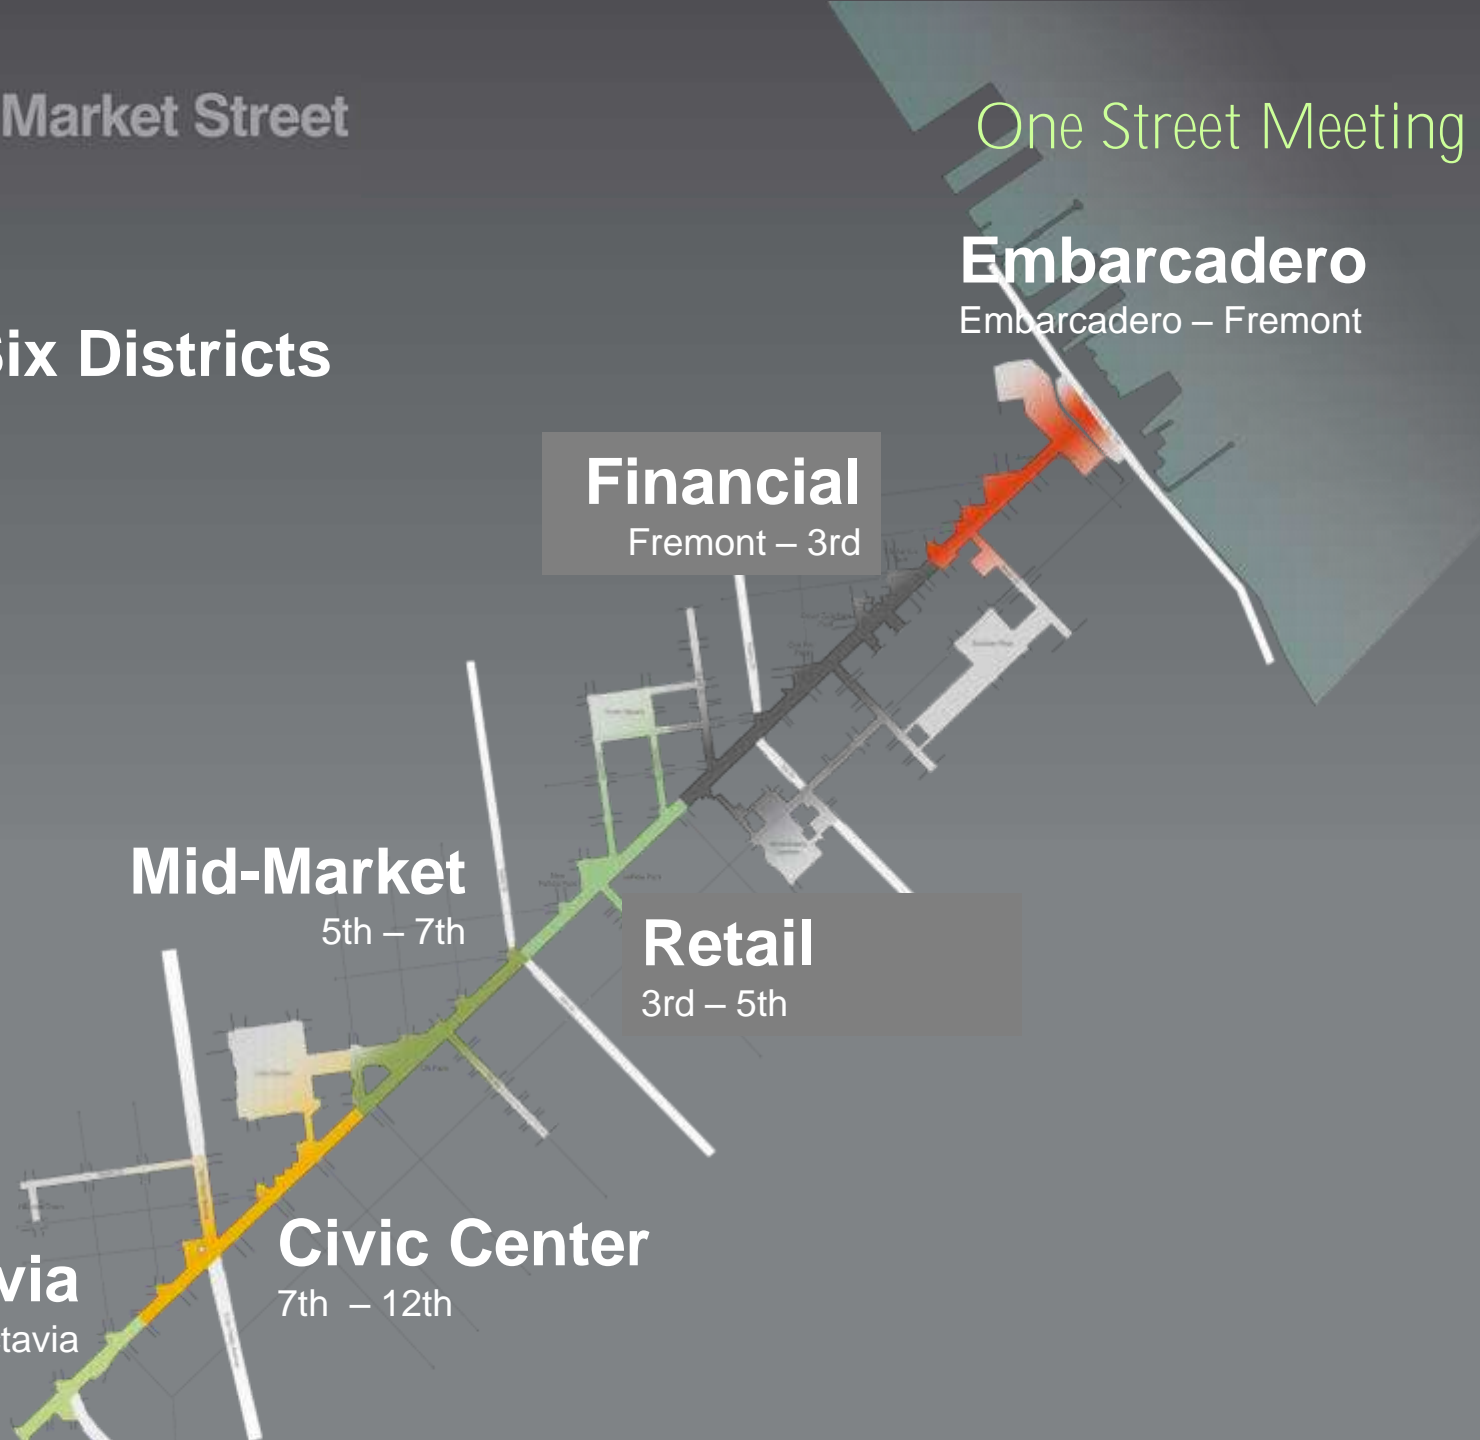 Market Street
One Street Meeting
Embarcadero
Embarcadero – Fremont
Six Districts
Financial
Fremont – 3rd
Mid-Market
5th – 7th
Retail
3rd – 5th
Civic Center
7th – 12th
via
tavia